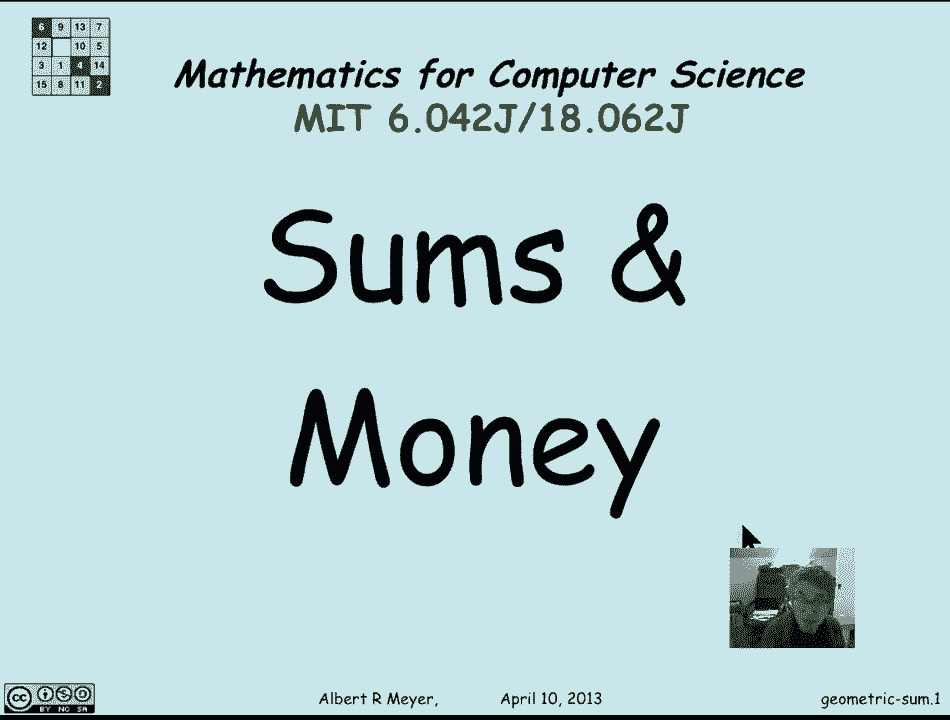 6 9 13 7
12 10 5
3 1 4 14
15 8 11 2
Mathematics for Computer Science
MIT 6.042J/18.062J
Sums &
Money
cc
BY NC SA
Albert R Meyer, April 10, 2013
geometric-sum.1